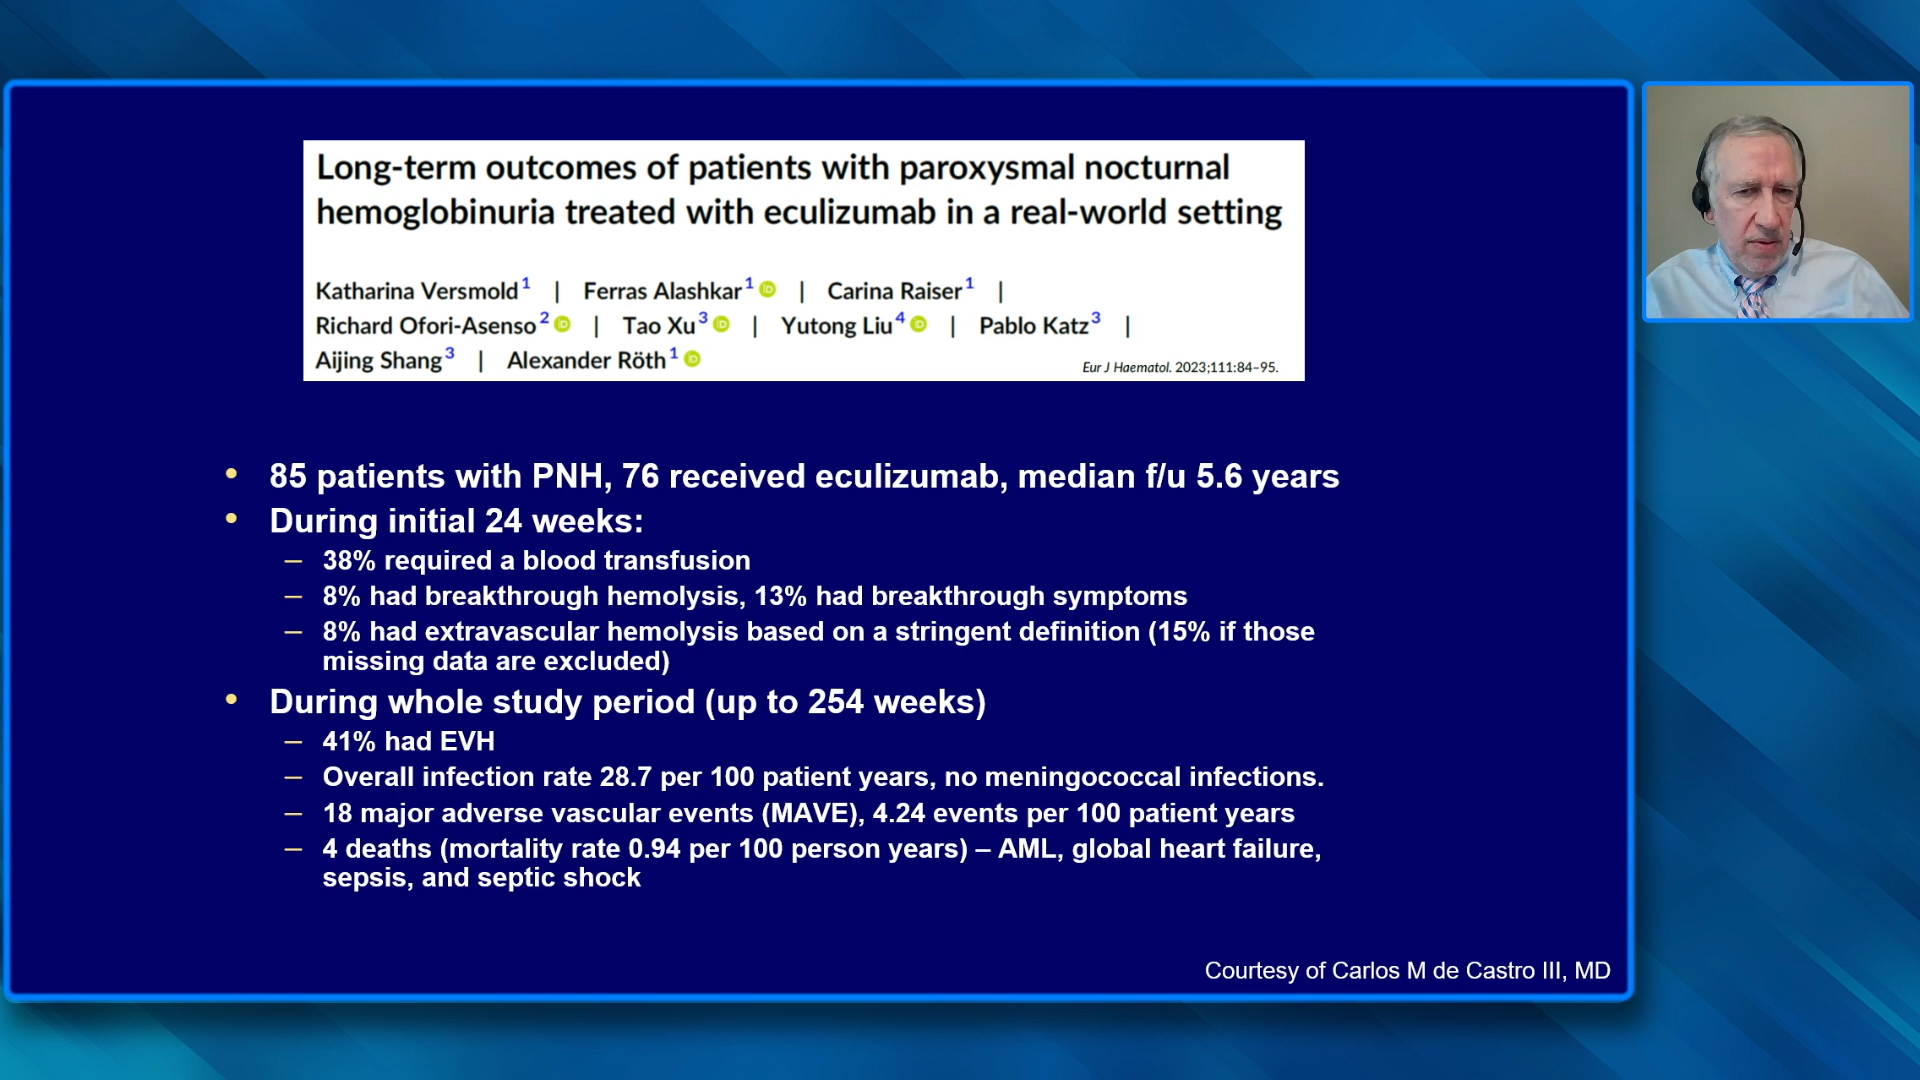 Long-term outcomes of patients with paroxysmal nocturnal
hemoglobinuria treated with eculizumab in a real-world setting
Katharina Versmold1 | Ferras Alashkar1 iD | Carina Raiser1 |
Richard Ofori-Asenso2 iD | Tao Xu3 iD | Yutong Liu4 iD | Pablo Katz3 |
Aijing Shang3 | Alexander Röth1 iD
Eur J Haematol. 2023;111:84–95.
• 85 patients with PNH, 76 received eculizumab, median f/u 5.6 years
• During initial 24 weeks:
– 38% required a blood transfusion
– 8% had breakthrough hemolysis, 13% had breakthrough symptoms
– 8% had extravascular hemolysis based on a stringent definition (15% if those
missing data are excluded)
• During whole study period (up to 254 weeks)
– 41% had EVH
– Overall infection rate 28.7 per 100 patient years, no meningococcal infections.
– 18 major adverse vascular events (MAVE), 4.24 events per 100 patient years
– 4 deaths (mortality rate 0.94 per 100 person years) – AML, global heart failure,
sepsis, and septic shock
Courtesy of Carlos M de Castro III, MD